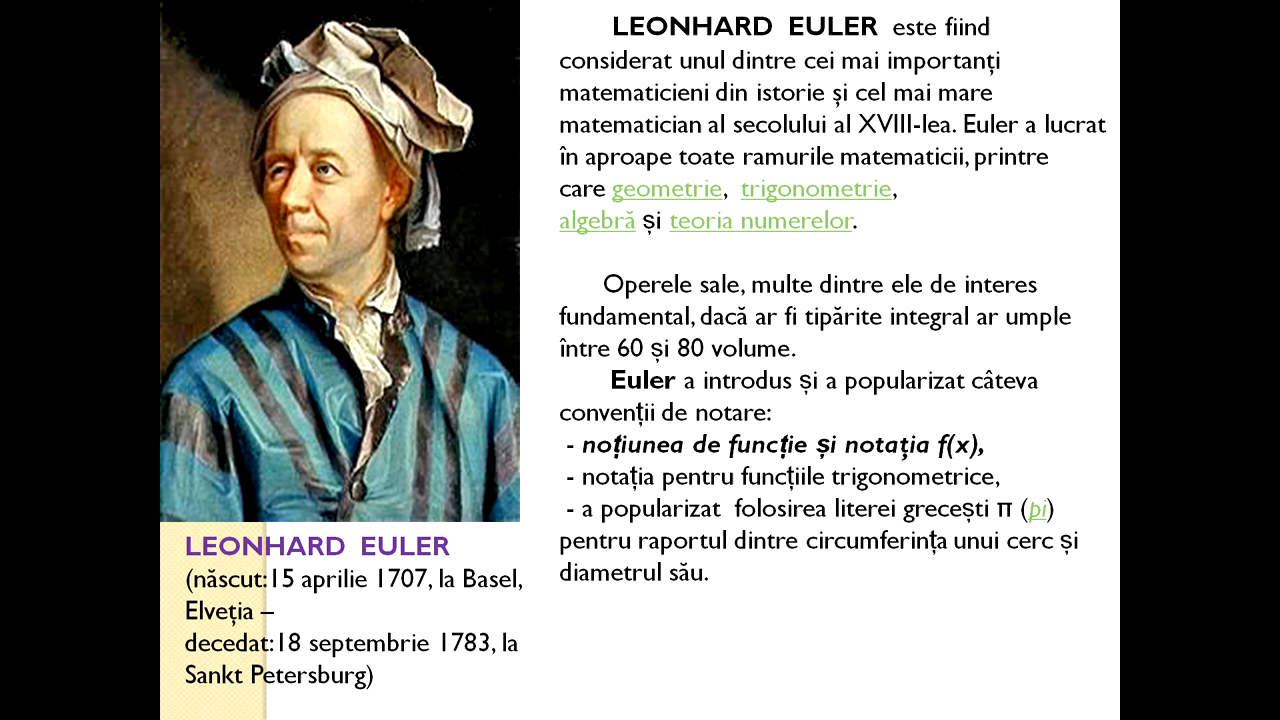 LEONHARD EULER este fiind
considerat unul dintre cei mai importanți
matematicieni din istorie și cel mai mare
matematician al secolului al XVIII-lea. Euler a lucrat
în aproape toate ramurile matematicii, printre
care geometrie, trigonometrie,
algebră și teoria numerelor.
Operele sale, multe dintre ele de interes
fundamental, dacă ar fi tipărite integral ar umple
între 60 și 80 volume.
Euler a introdus și a popularizat câteva
convenții de notare:
- noțiunea de funcție și notația f(x),
- notația pentru funcțiile trigonometrice,
- a popularizat folosirea literei grecești π (pi)
pentru raportul dintre circumferința unui cerc și
diametrul său.
LEONHARD EULER
(născut:15 aprilie 1707, la Basel,
Elveția –
decedat:18 septembrie 1783, la
Sankt Petersburg)